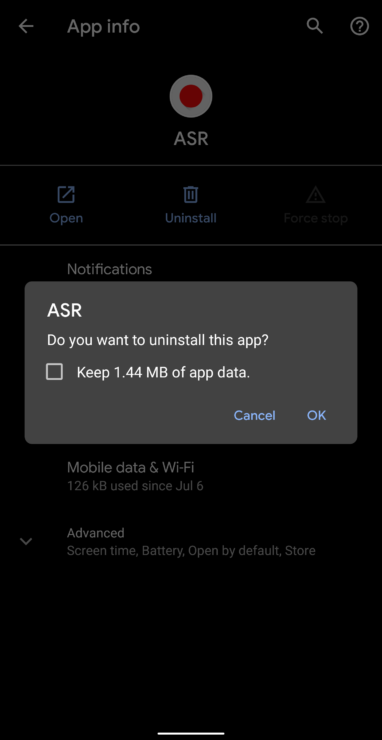 App info
ASR
Open
Uninstall
Force stop
Notifications
ASR
Do you want to uninstall this app?
Keep 1.44 MB of app data.
Cancel
OK
Mobile data & Wi-Fi
126 kB used since Jul 6
Advanced
Screen time, Battery, Open by default, Store